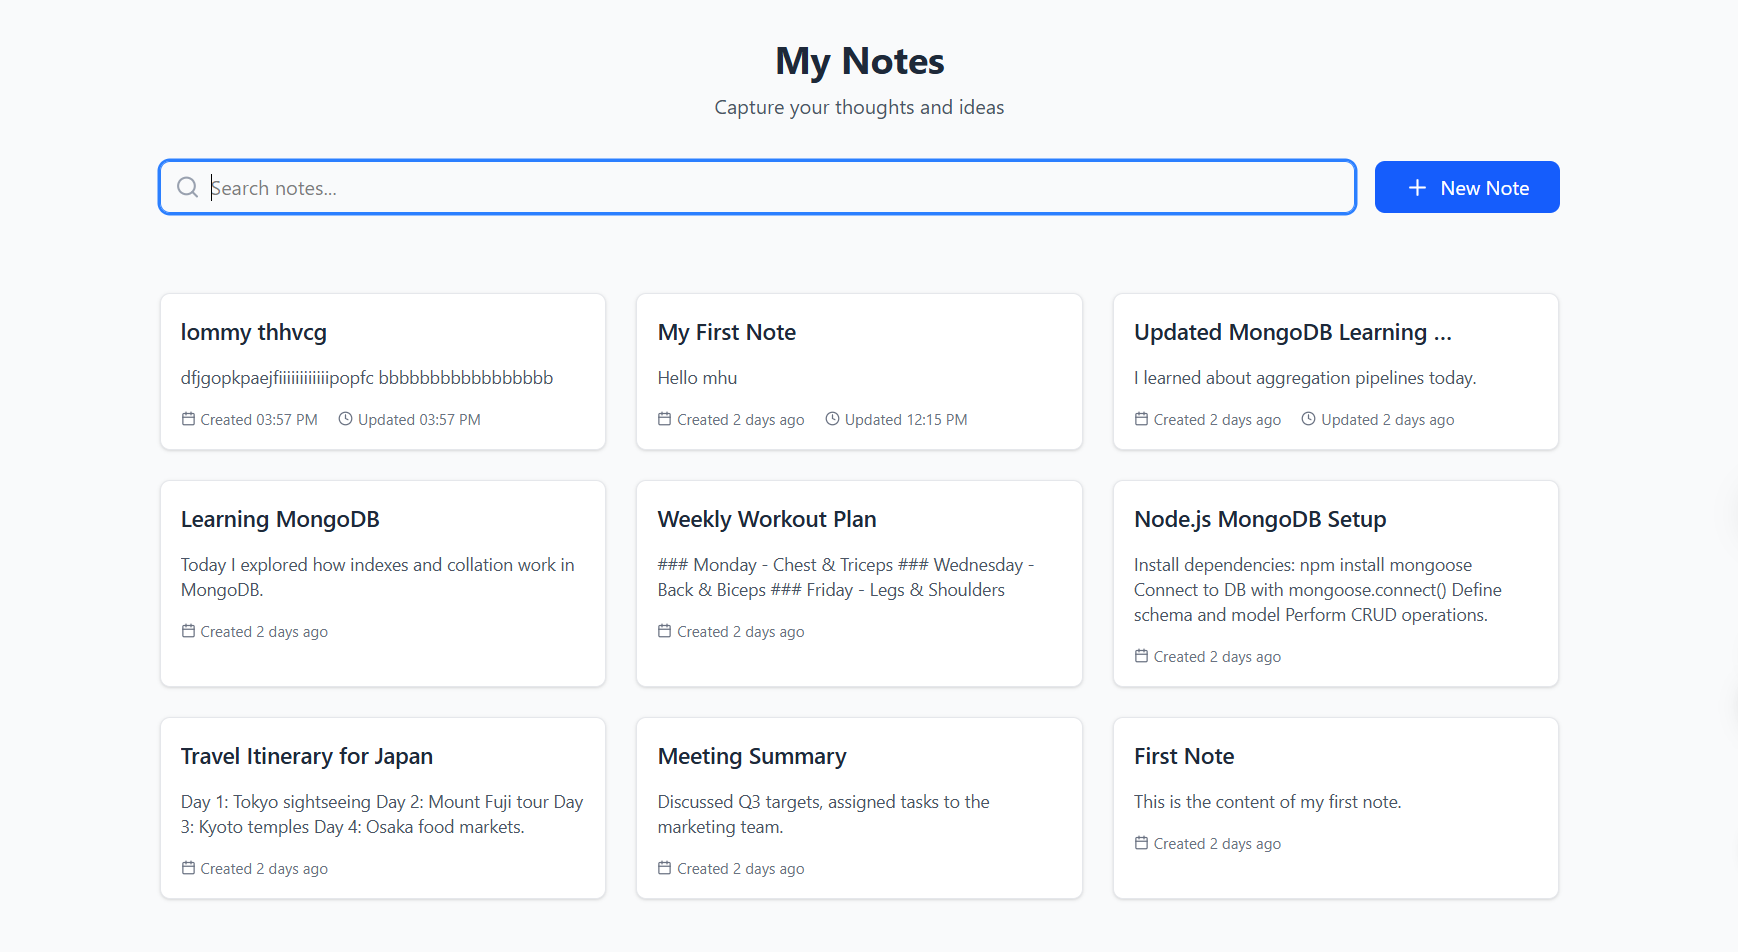 My Notes
Capture your thoughts and ideas
Search notes...
New Note
lommy thhvcg
dfjgopkpaejfiiiiiiiiiiiipopfc bbbbbbbbbbbbbbbbb
Created 03:57 PM Updated 03:57 PM
My First Note
Hello mhu
Created 2 days ago Updated 12:15 PM
Updated MongoDB Learning ...
I learned about aggregation pipelines today.
Created 2 days ago Updated 2 days ago
Learning MongoDB
Today I explored how indexes and collation work in
MongoDB.
Created 2 days ago
Weekly Workout Plan
### Monday - Chest & Triceps ### Wednesday -
Back & Biceps ### Friday - Legs & Shoulders
Created 2 days ago
Node.js MongoDB Setup
Install dependencies: npm install mongoose
Connect to DB with mongoose.connect() Define
schema and model Perform CRUD operations.
Created 2 days ago
Travel Itinerary for Japan
Day 1: Tokyo sightseeing Day 2: Mount Fuji tour Day
3: Kyoto temples Day 4: Osaka food markets.
Created 2 days ago
Meeting Summary
Discussed Q3 targets, assigned tasks to the
marketing team.
Created 2 days ago
First Note
This is the content of my first note.
Created 2 days ago